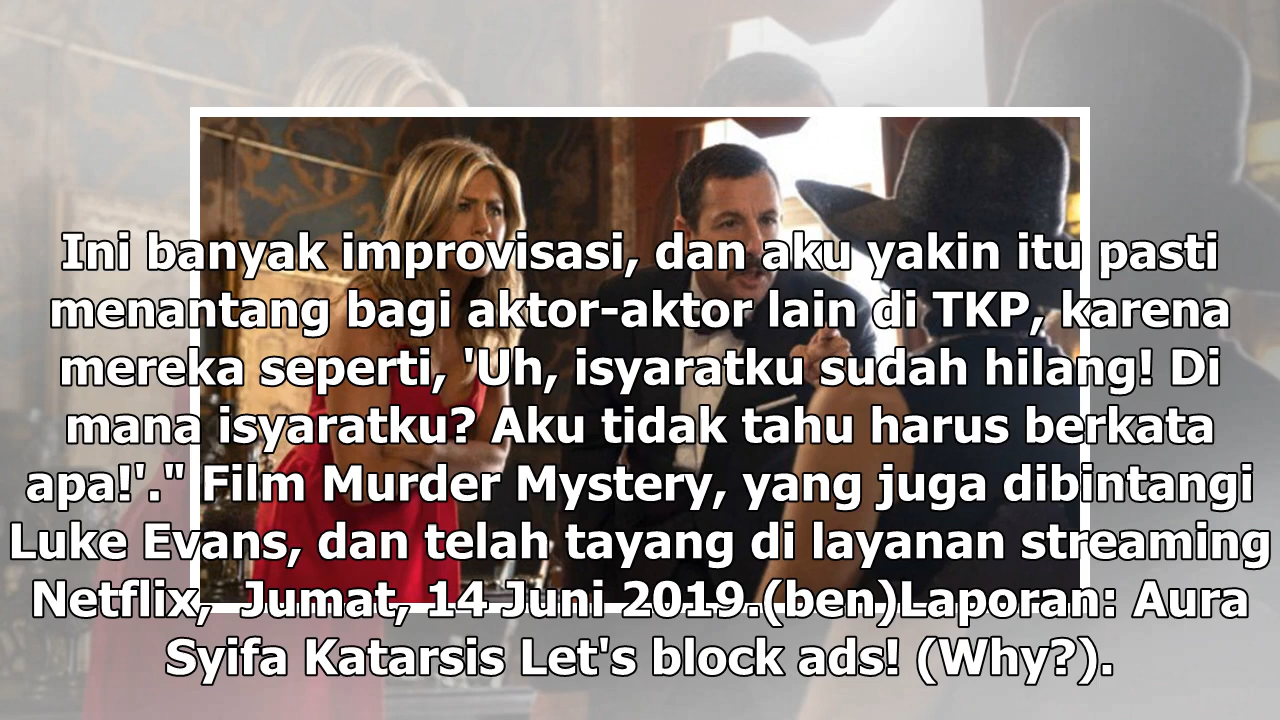 Ini banyak improvisasi, dan aku yakin itu pasti
menantang bagi aktor-aktor lain di TKP, karena
mereka seperti, 'Uh, isyaratku sudah hilang! Di
mana isyaratku? Aku tidak tahu harus berkata
apa!'." Film Murder Mystery, yang juga dibintangi
Luke Evans, dan telah tayang di layanan streaming
Netflix,  Jumat, 14 Juni 2019.(ben)Laporan: Aura
Syifa Katarsis Let's block ads! (Why?).